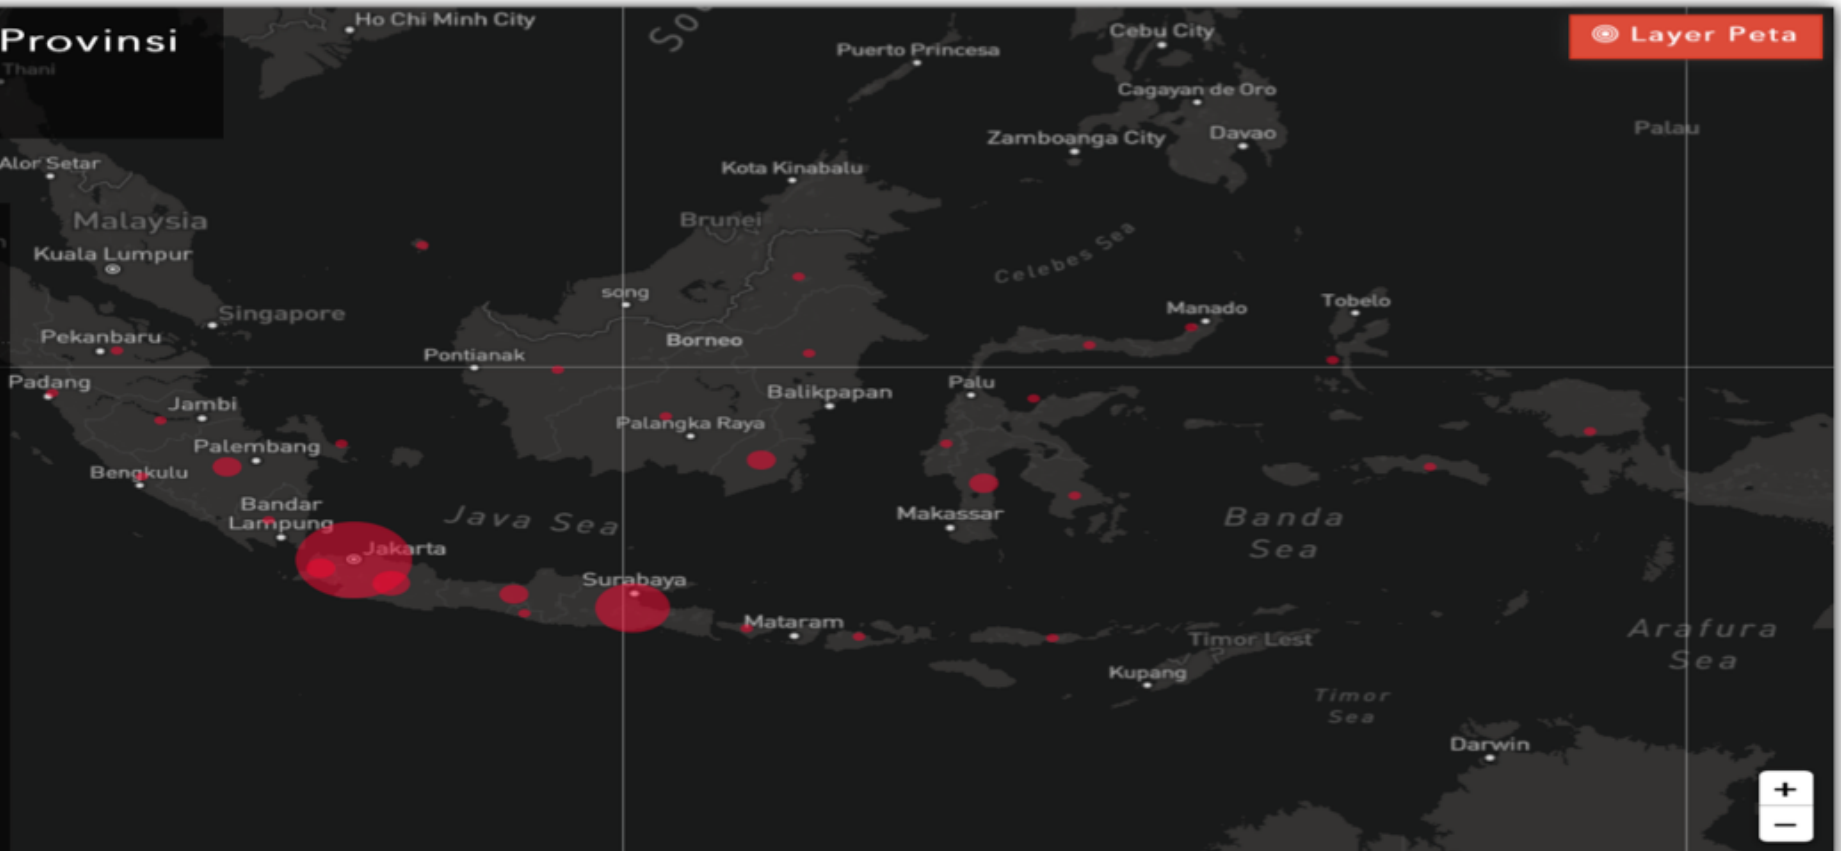 Provinsi
Thani
Ho Chi Minh City
Puerto Princesa
Cebu City
Layer Peta
Cagayan de Oro
Zamboanga City
Davao
Palau
Alor Setar
Kota Kinabalu
Malaysia
Brunei
Kuala Lumpur
Celebes Sea
song
Singapore
Manado
Tobelo
Pekanbaru
Borneo
Pontianak
Padang
Palu
Balikpapan
Jambi
Palangka Raya
Palembang
Bengkulu
Bandar
Lampung
Java Sea
Makassar
Banda
Sea
Jakarta
Surabaya
Mataram
Timor Lest
Arafura
Sea
Kupang
Timor
Sea
Darwin
+
−